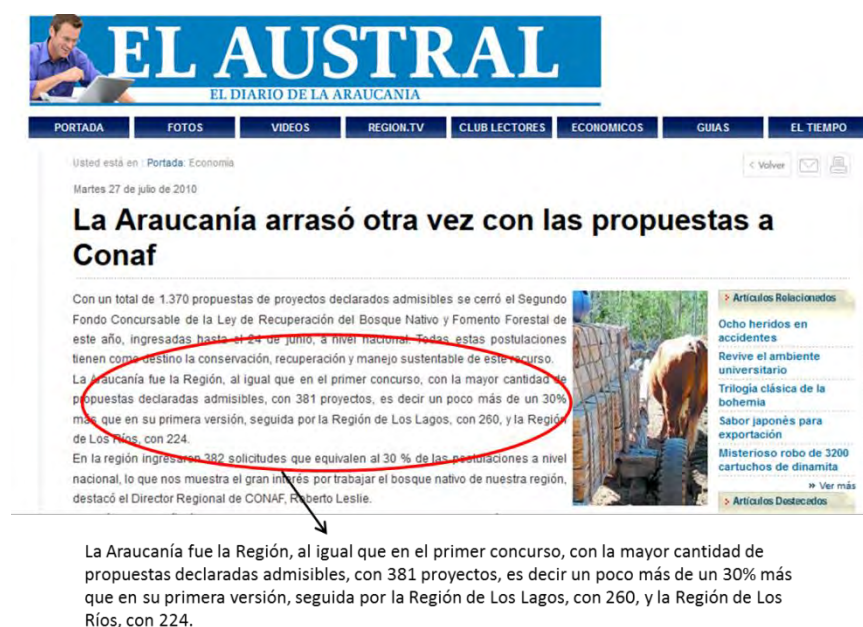 EL AUSTRAL
EL DIARIO DE LA ARAUCANIA
PORTADA FOTOS VIDEOS REGION.TV CLUB LECTORES ECONOMICOS GUIAS EL TIEMPO
Usted está en : Portada: Economía
< Volver
Martes 27 de julio de 2010
La Araucanía arrasó otra vez con las propuestas a
Conaf
Con un total de 1.370 propuestas de proyectos declarados admisibles se cerró el Segundo
Fondo Concursable de la Ley de Recuperación del Bosque Nativo y Fomento Forestal de
este año, ingresadas hasta el 24 de junio, a nivel nacional. Todas estas postulaciones
tienen como destino la conservación, recuperación y manejo sustentable de este recurso.
La Araucanía fue la Región, al igual que en el primer concurso, con la mayor cantidad de
propuestas declaradas admisibles, con 381 proyectos, es decir un poco más de un 30%
más que en su primera versión, seguida por la Región de Los Lagos, con 260, y la Región
de Los Ríos, con 224.
En la región ingresaron 382 solicitudes que equivalen al 30 % de las postulaciones a nivel
nacional, lo que nos muestra el gran interés por trabajar el bosque nativo de nuestra región,
destacó el Director Regional de CONAF, Roberto Leslie.
> Artículos Relacionados
Ocho heridos en
accidentes
Revive el ambiente
universitario
Trilogía clásica de la
bohemia
Sabor japonès para
exportación
Misterioso robo de 3200
cartuchos de dinamita
» Ver más
> Artículos Destacados
La Araucanía fue la Región, al igual que en el primer concurso, con la mayor cantidad de
propuestas declaradas admisibles, con 381 proyectos, es decir un poco más de un 30% más
que en su primera versión, seguida por la Región de Los Lagos, con 260, y la Región de Los
Ríos, con 224.